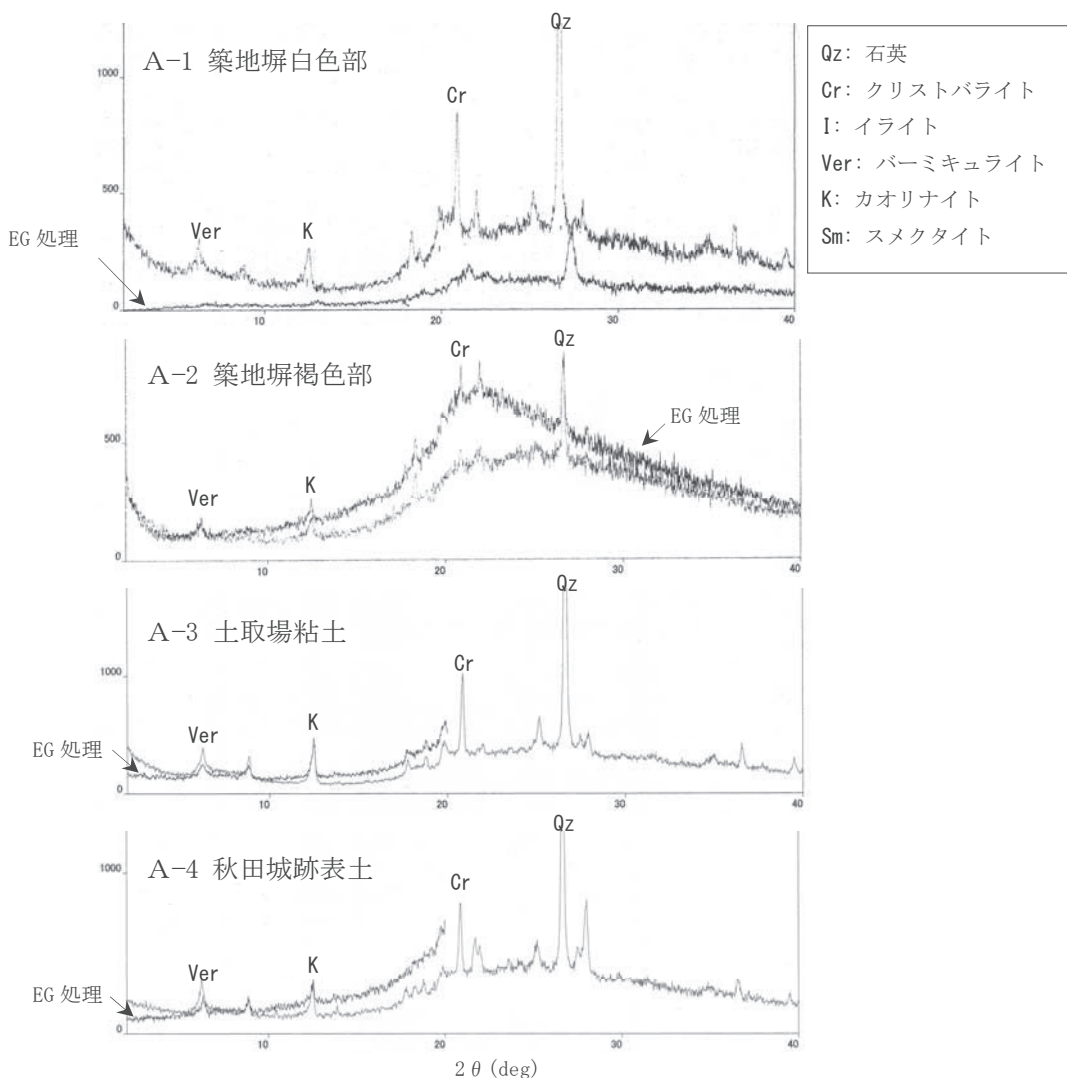 Qz
A-1 築地塀白色部
1000
Cr
500
EG 処理
Ver
K
0
10
20
30
40
Qz: 石英
Cr: クリストバライト
I: イライト
Ver: バーミキュライト
K: カオリナイト
Sm: スメクタイト
A-2 築地塀褐色部
Cr
Qz
EG 処理
500
Ver
K
0
10
20
30
40
Qz
A-3 土取場粘土
1000
Cr
Ver
K
EG 処理
0
10
20
30
40
Qz
A-4 秋田城跡表土
1000
Cr
Ver
K
EG 処理
0
10
20
30
40
2θ (deg)